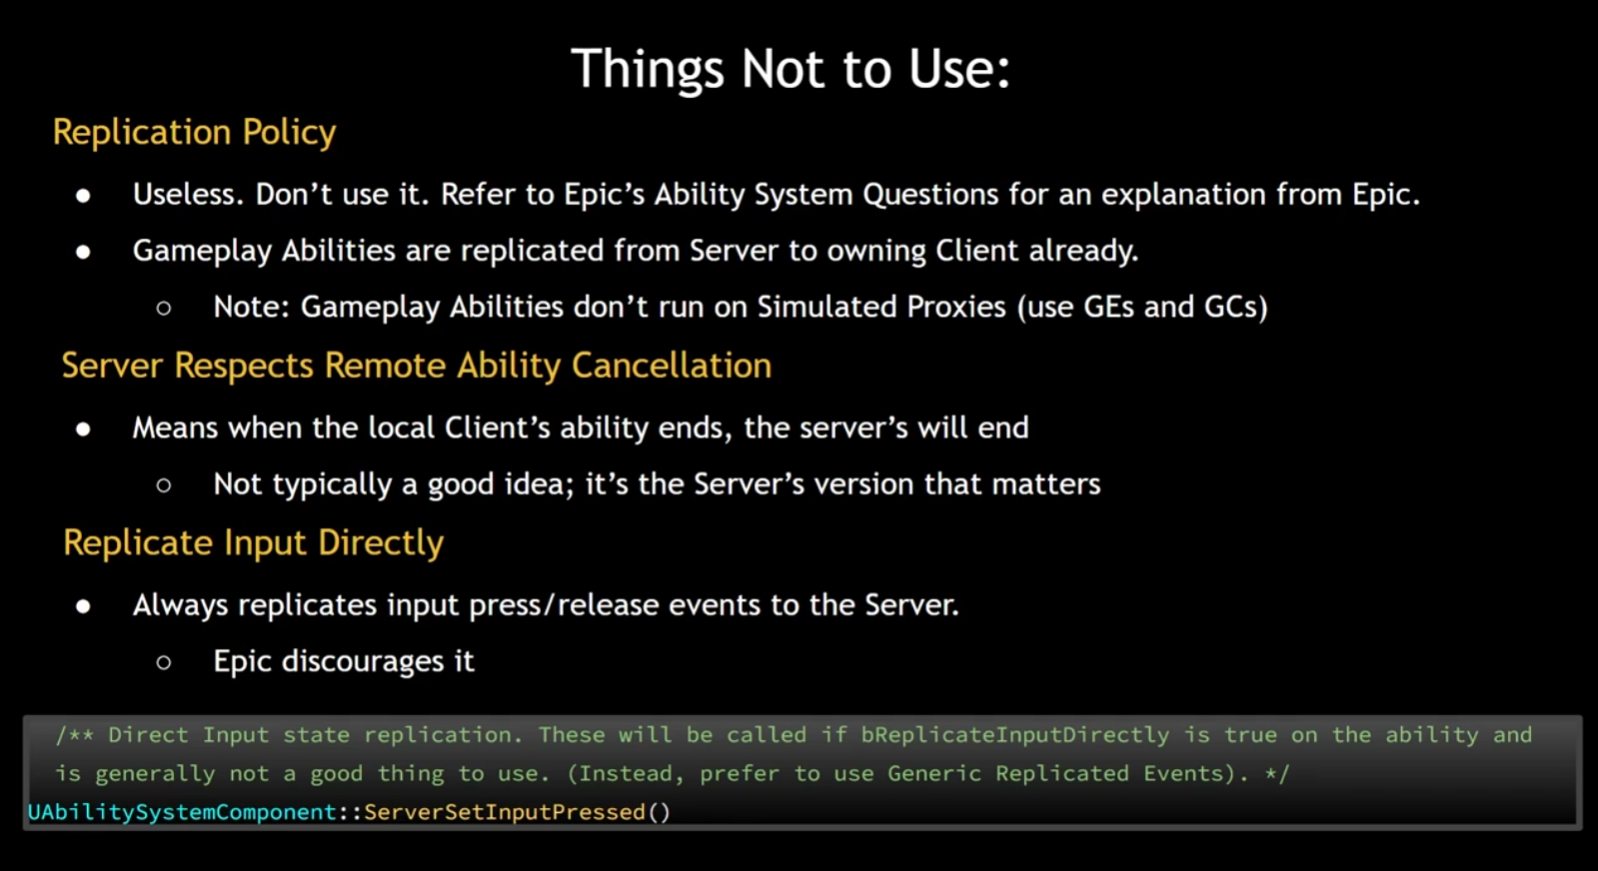 Things Not to Use:
Replication Policy
● Useless. Don’t use it. Refer to Epic’s Ability System Questions for an explanation from Epic.
● Gameplay Abilities are replicated from Server to owning Client already.
○ Note: Gameplay Abilities don’t run on Simulated Proxies (use GEs and GCs)
Server Respects Remote Ability Cancellation
● Means when the local Client’s ability ends, the server’s will end
○ Not typically a good idea; it’s the Server’s version that matters
Replicate Input Directly
● Always replicates input press/release events to the Server.
○ Epic discourages it
/** Direct Input state replication. These will be called if bReplicateInputDirectly is true on the ability and
is generally not a good thing to use. (Instead, prefer to use Generic Replicated Events). */
UAbilitySystemComponent::ServerSetInputPressed()